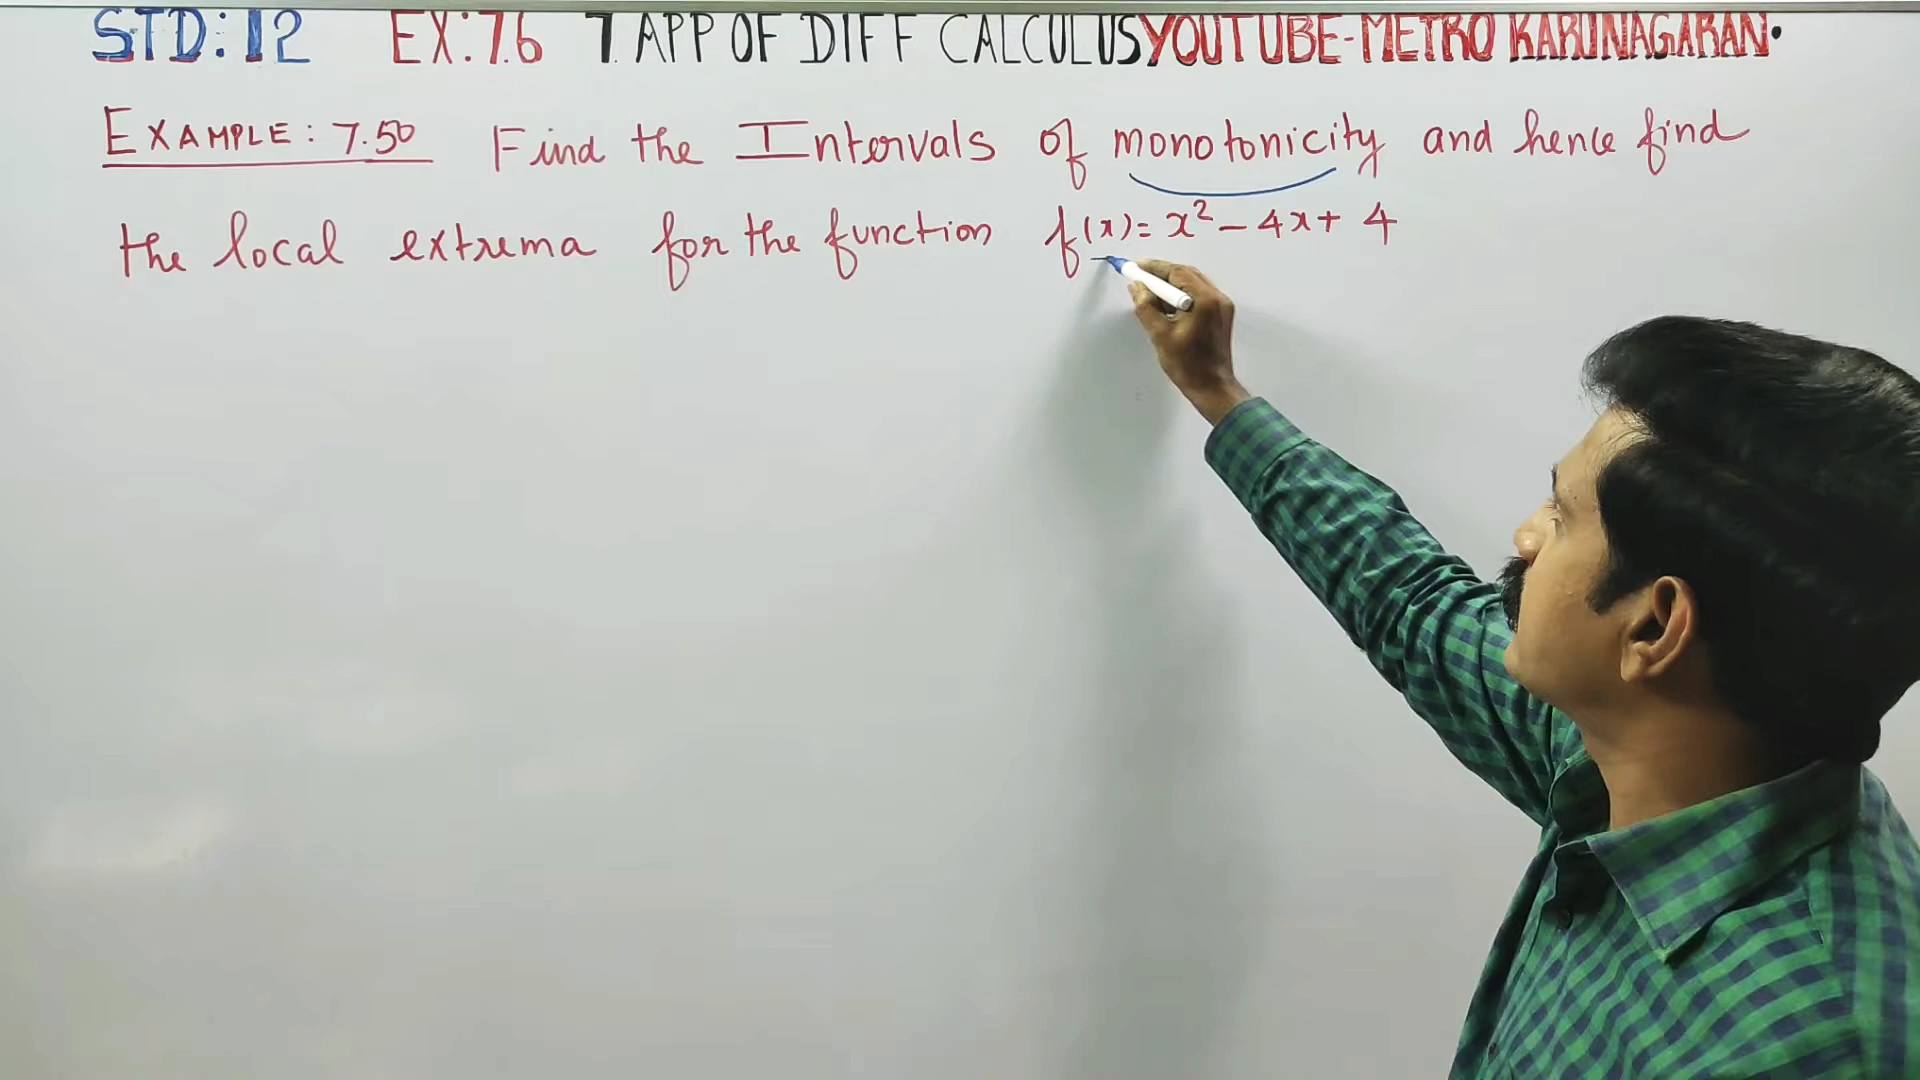 STD:12 EX:7.6 7 APP OF DIFF CALCULUS YOUTUBE-METRO KARUNAGARAN.
EXAMPLE: 7.50 Find the Intervals of monotonicity and hence find
the local extrema for the function f(x)= x² - 4x + 4